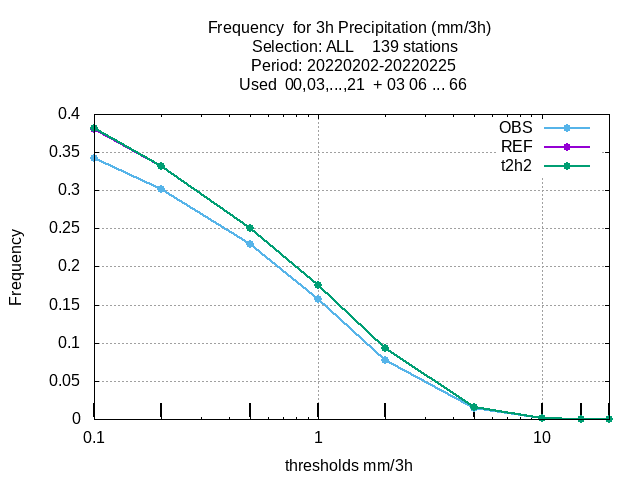 Frequency  for 3h Precipitation (mm/3h)
Selection: ALL    139 stations
Period: 20220202-20220225
Used  00,03,...,21  + 03 06 ... 66
OBS
REF
t2h2
0.4
0.35
0.3
0.25
0.2
0.15
0.1
0.05
0
Frequency
0.1
1
10
thresholds mm/3h